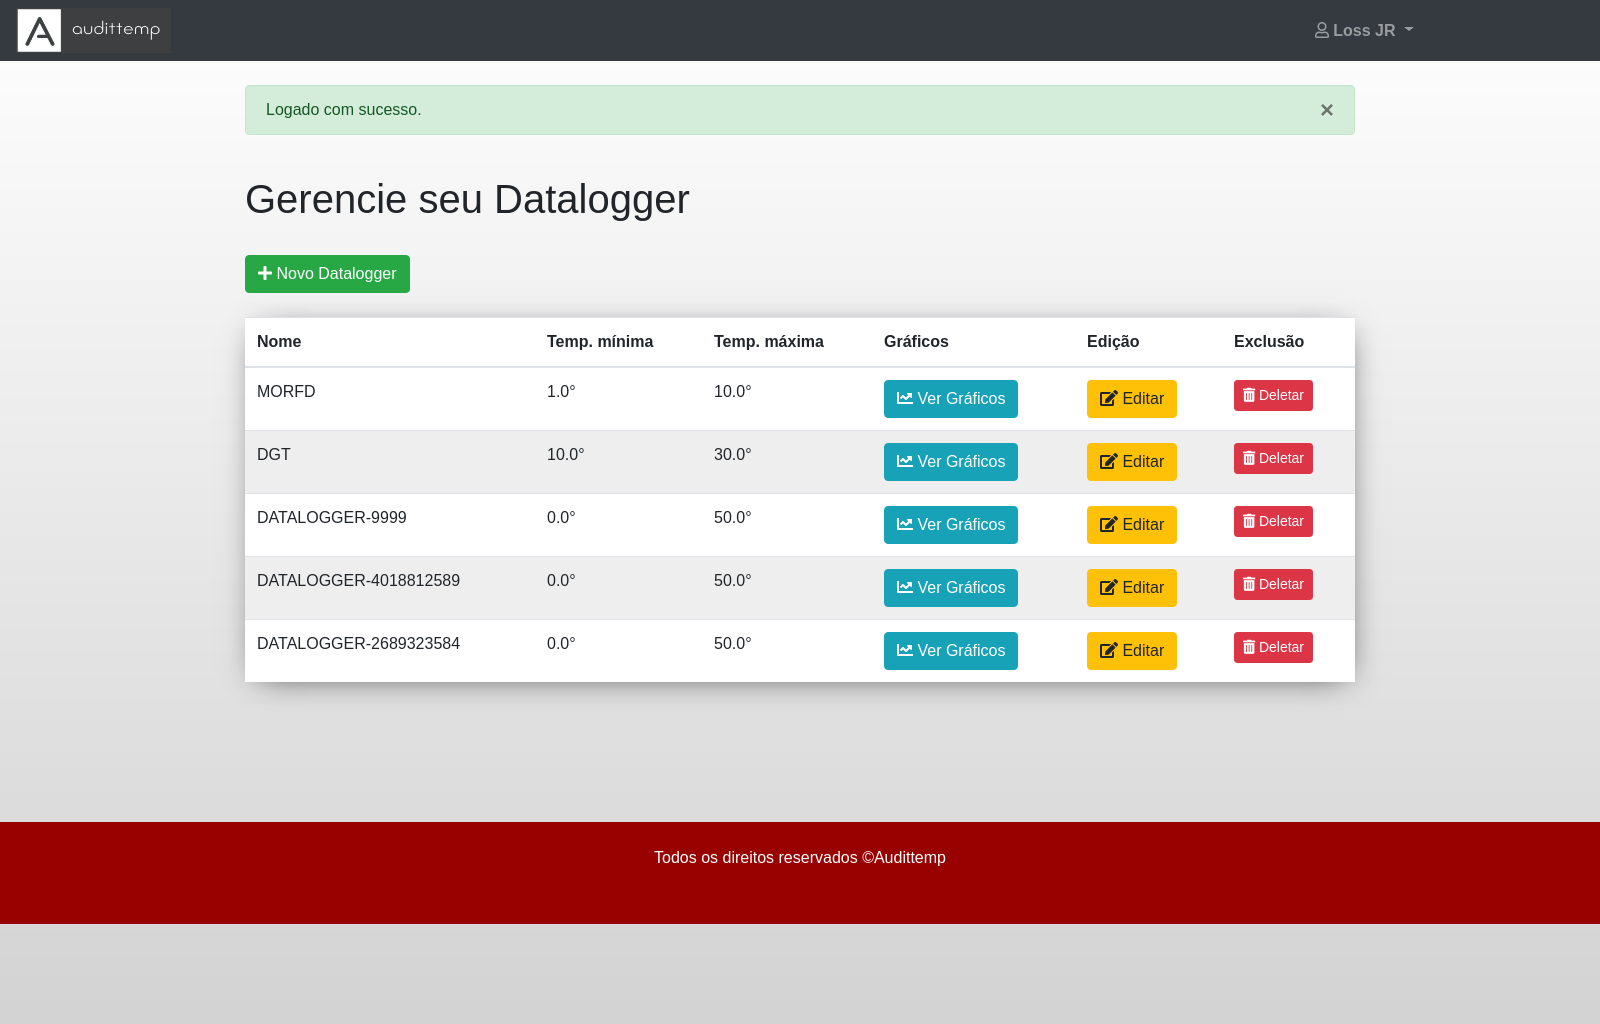 A audittemp
Loss JR
Logado com sucesso.
×
Gerencie seu Datalogger
Novo Datalogger
Nome Temp. mínima Temp. máxima Gráficos Edição Exclusão
MORFD 1.0° 10.0° Ver Gráficos Editar Deletar
DGT 10.0° 30.0° Ver Gráficos Editar Deletar
DATALOGGER-9999 0.0° 50.0° Ver Gráficos Editar Deletar
DATALOGGER-4018812589 0.0° 50.0° Ver Gráficos Editar Deletar
DATALOGGER-2689323584 0.0° 50.0° Ver Gráficos Editar Deletar
Todos os direitos reservados ©Audittemp